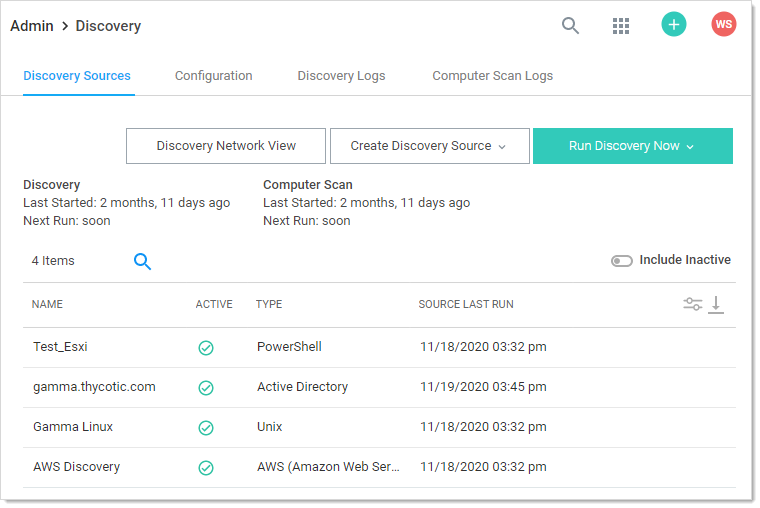 Admin > Discovery
WS
Discovery Sources Configuration Discovery Logs Computer Scan Logs
Discovery Network View Create Discovery Source Run Discovery Now
Discovery Computer Scan
Last Started: 2 months, 11 days ago Last Started: 2 months, 11 days ago
Next Run: soon Next Run: soon
4 Items Include Inactive
NAME ACTIVE TYPE SOURCE LAST RUN
Test_Esxi PowerShell 11/18/2020 03:32 pm
gamma.thycotic.com Active Directory 11/19/2020 03:45 pm
Gamma Linux Unix 11/18/2020 03:32 pm
AWS Discovery AWS (Amazon Web Ser... 11/18/2020 03:32 pm